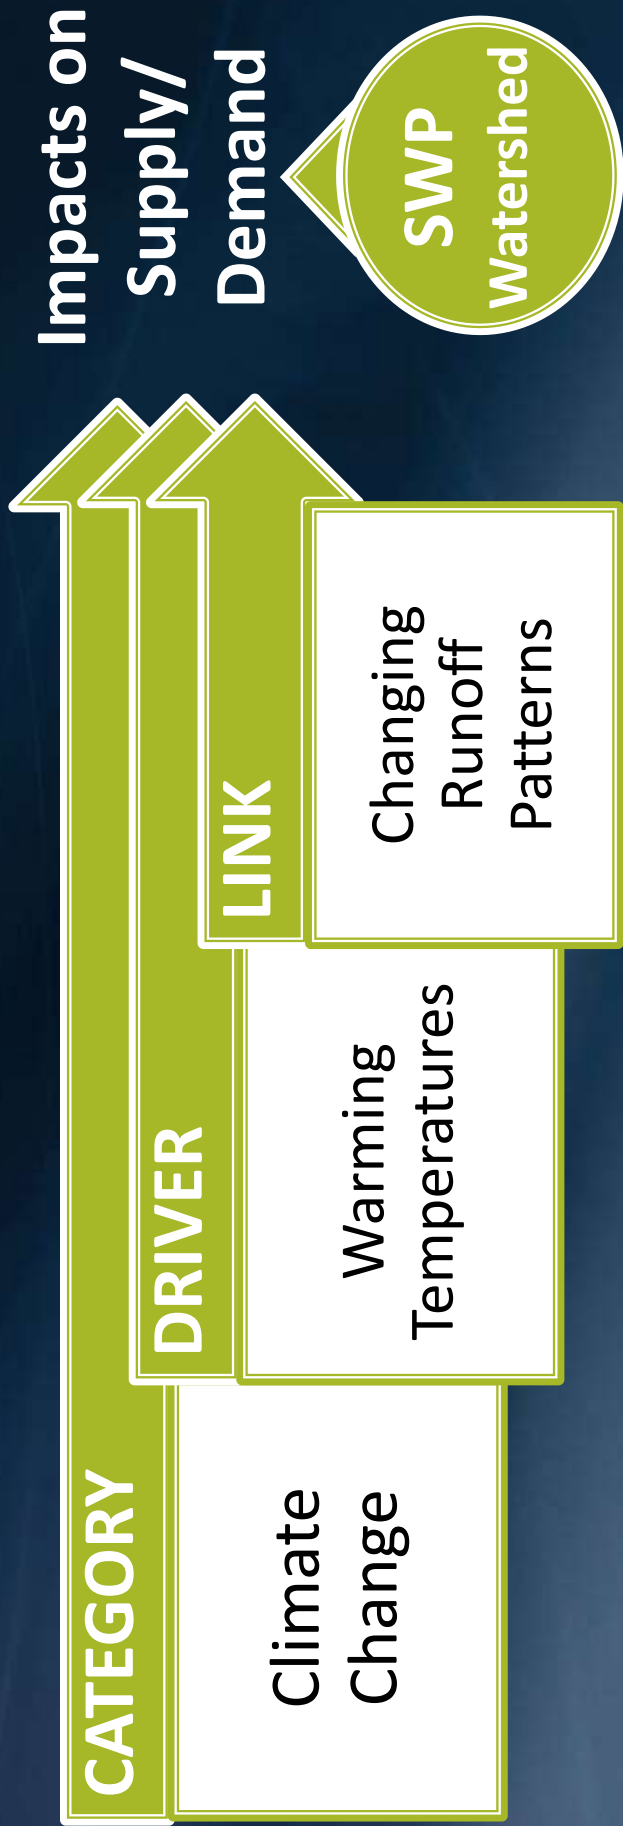 CATEGORY
Climate
Change
DRIVER
Warming
Temperatures
LINK
Changing
Runoff
Patterns
Impacts on
Supply/
Demand
SWP
Watershed